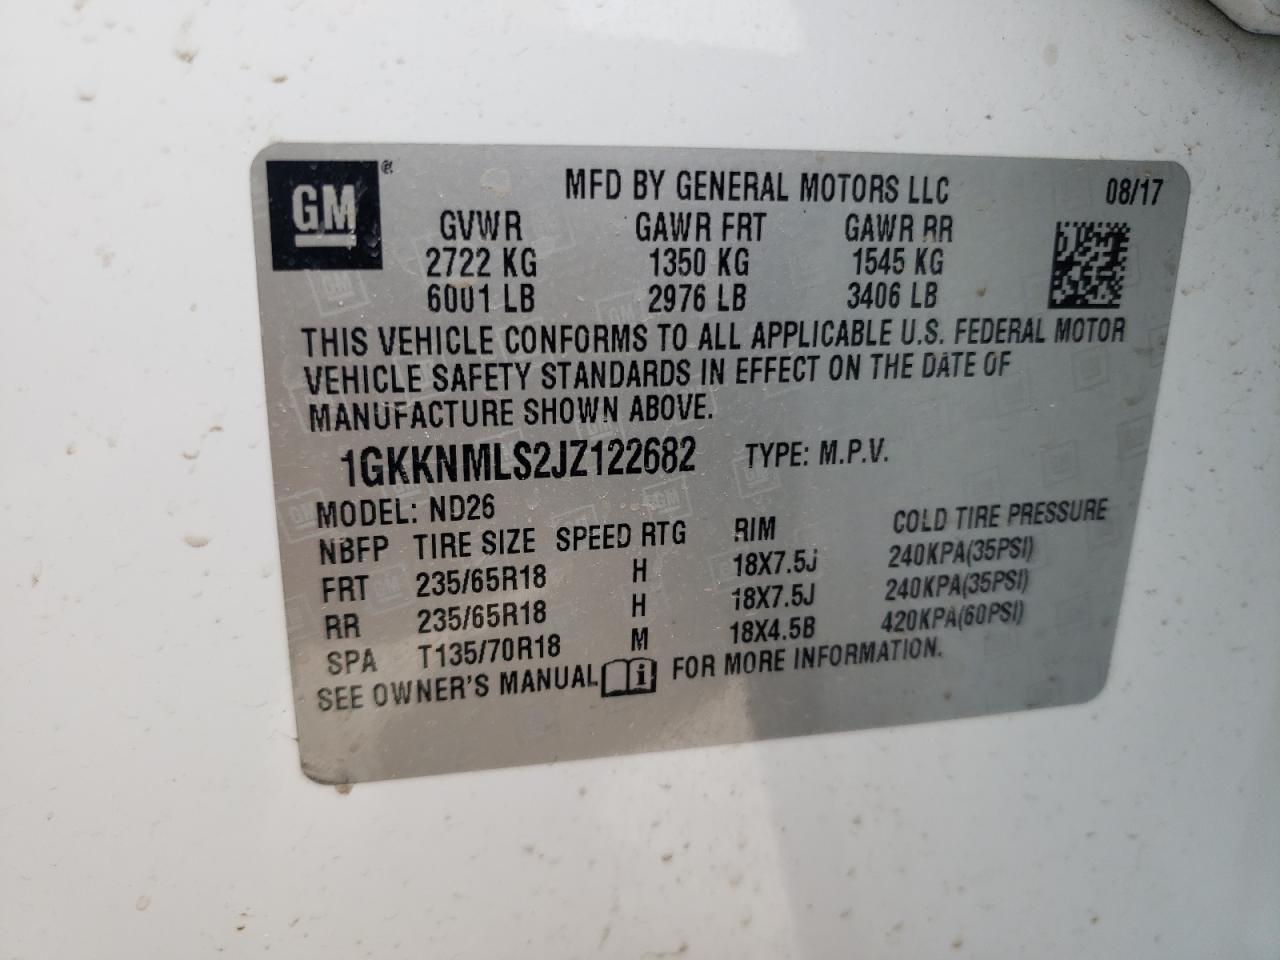 GM ® MFD BY GENERAL MOTORS LLC 08/17
GVWR GAWR FRT GAWR RR
2722 KG 1350 KG 1545 KG
6001 LB 2976 LB 3406 LB
THIS VEHICLE CONFORMS TO ALL APPLICABLE U.S. FEDERAL MOTOR
VEHICLE SAFETY STANDARDS IN EFFECT ON THE DATE OF
MANUFACTURE SHOWN ABOVE.
1GKKNMLS2JZ122682 TYPE: M.P.V.
MODEL: ND26
NBFP TIRE SIZE SPEED RTG RIM COLD TIRE PRESSURE
FRT 235/65R18 H 18X7.5J 240KPA(35PSI)
RR 235/65R18 H 18X7.5J 240KPA(35PSI)
SPA T135/70R18 M 18X4.5B 420KPA(60PSI)
SEE OWNER'S MANUAL i FOR MORE INFORMATION.